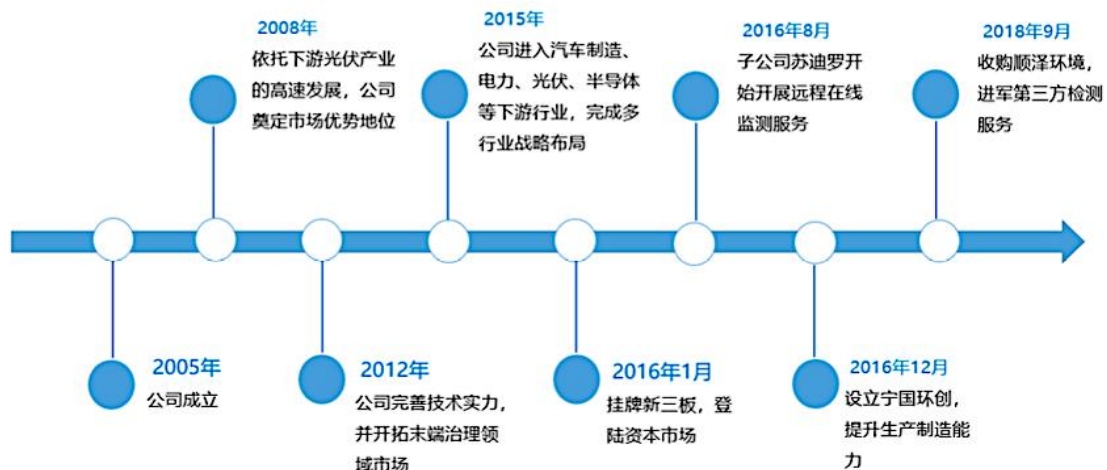 2008年
依托下游光伏产业
的高速发展，公司
奠定市场优势地位
2015年
公司进入汽车制造、
电力、光伏、半导体
等下游行业，完成多
行业战略布局
2016年8月
子公司苏迪罗开
始开展远程在线
监测服务
2018年9月
收购顺泽环境，
进军第三方检测
服务
2005年
公司成立
2012年
公司完善技术实力，
并开拓末端治理领
域市场
2016年1月
挂牌新三板，登
陆资本市场
2016年12月
设立宁国环创，
提升生产制造能
力